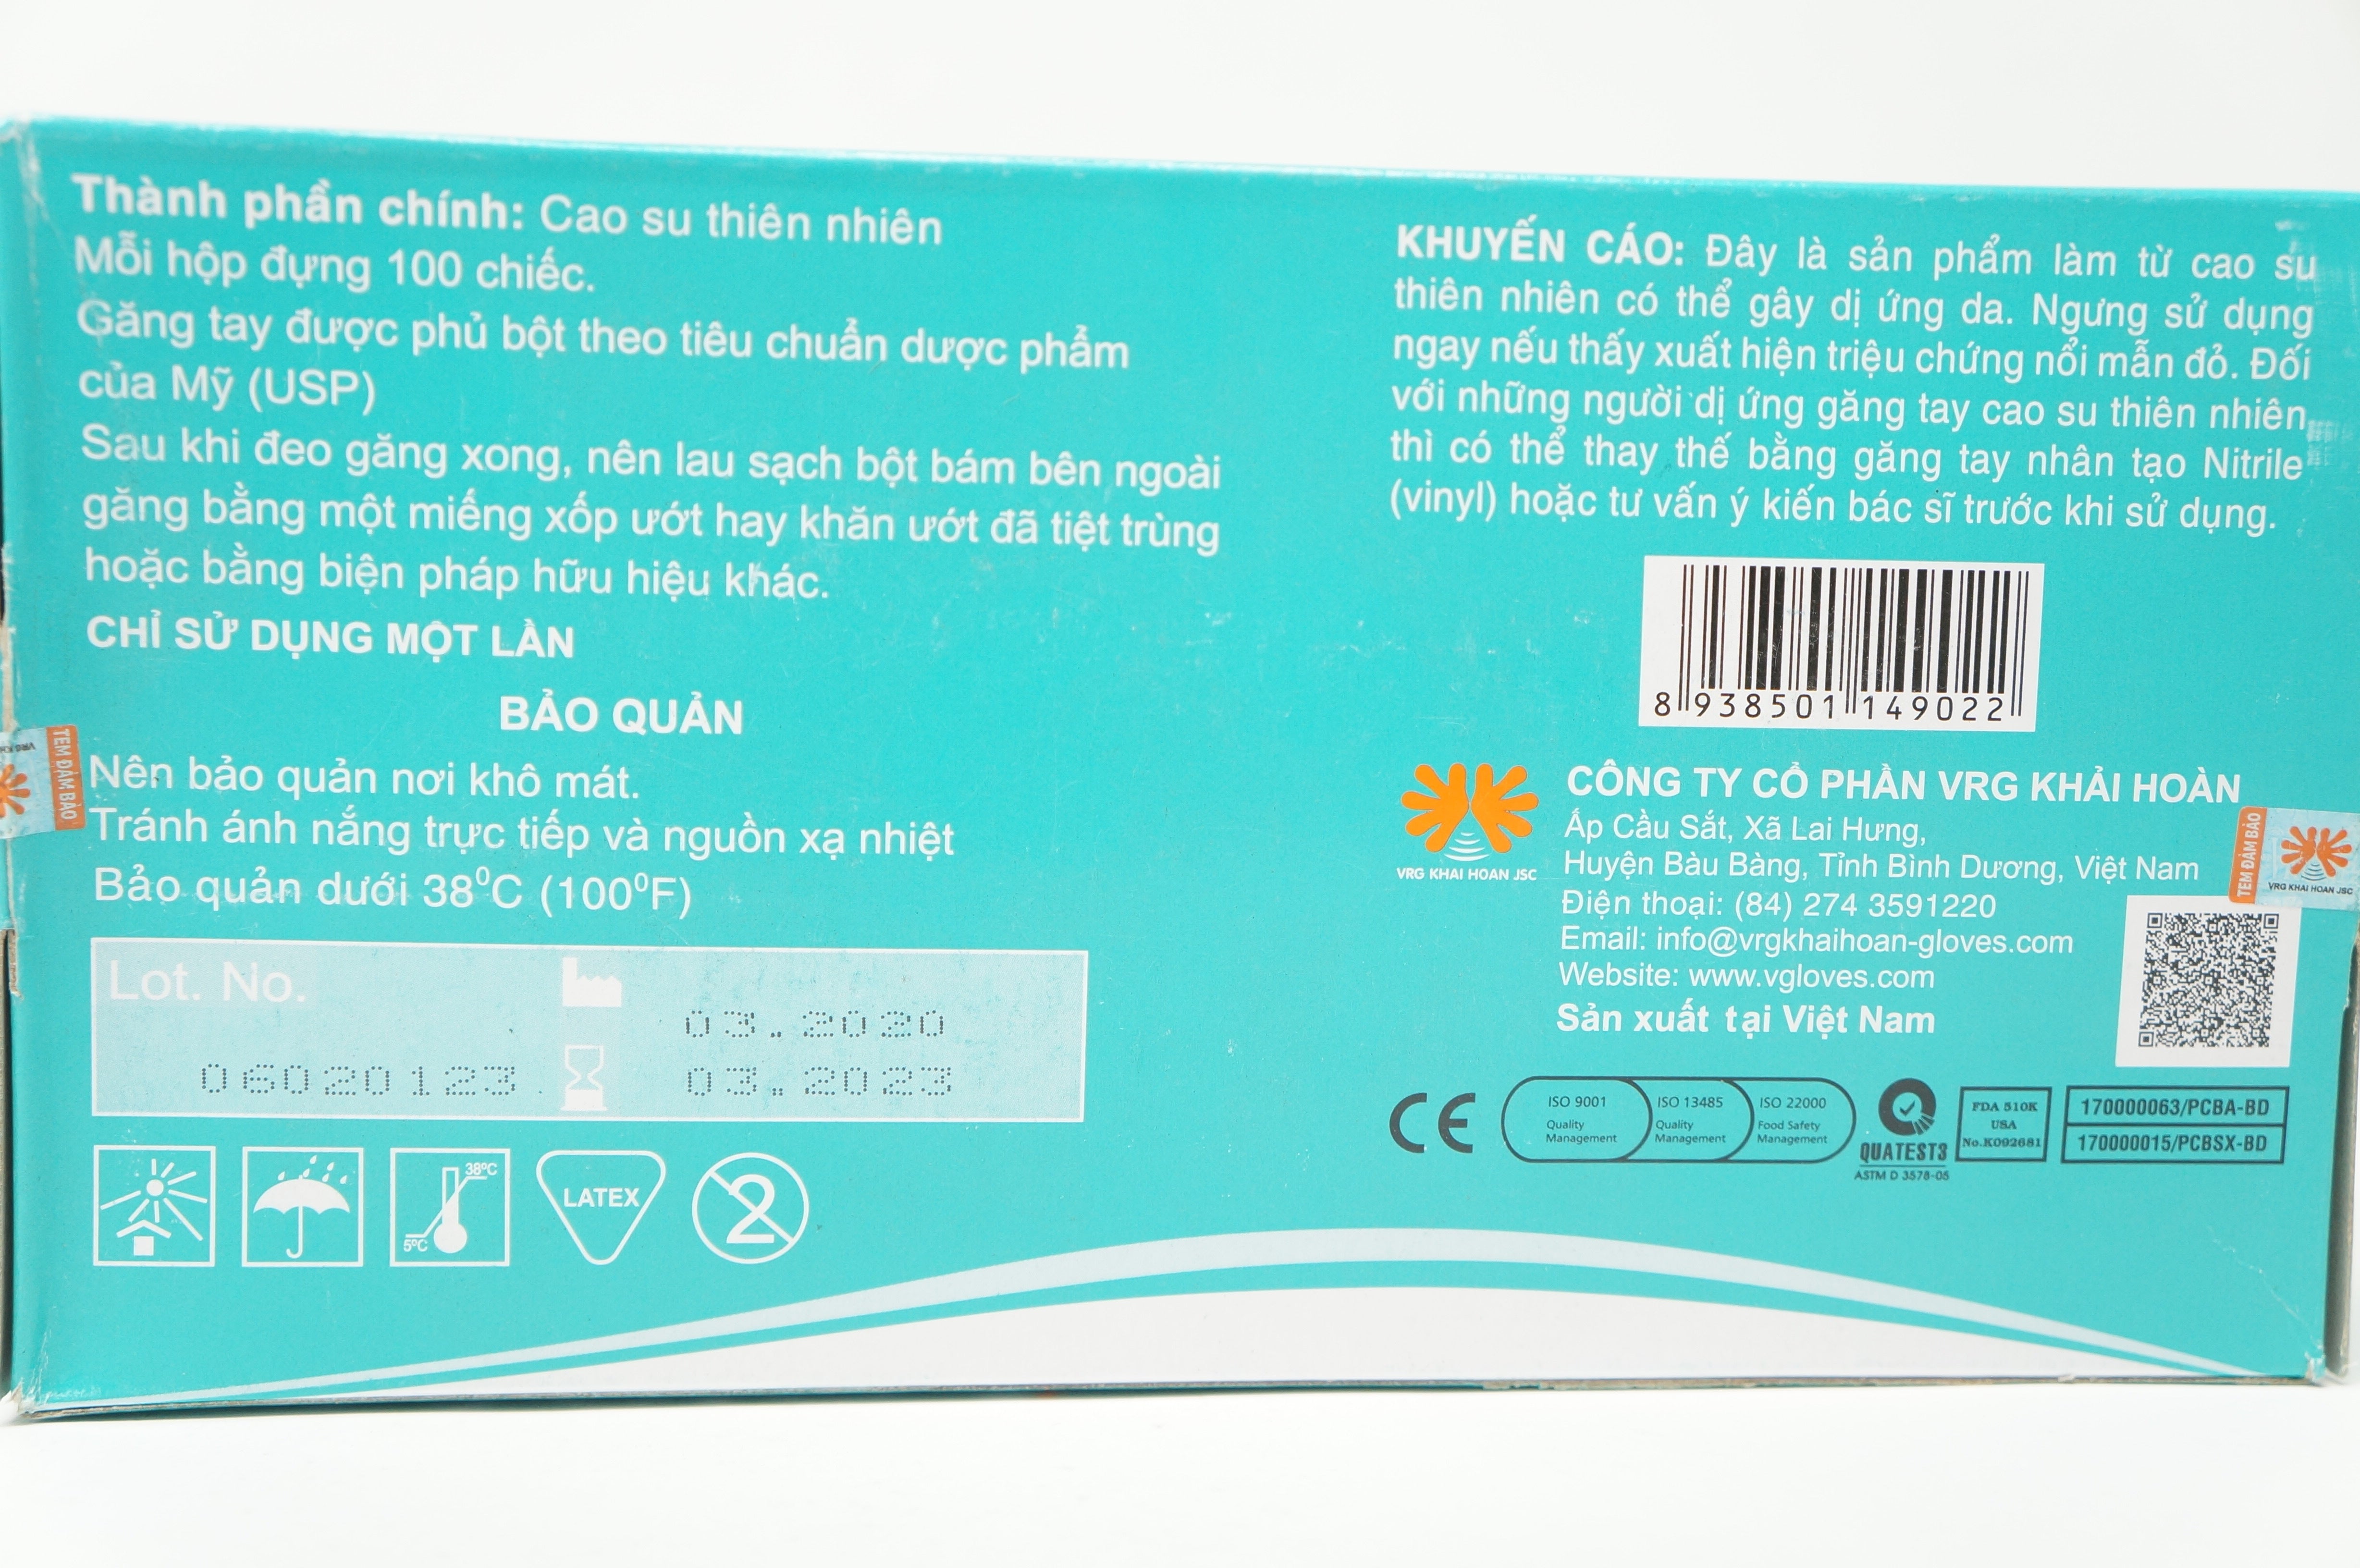 Thành phần chính: Cao su thiên nhiên
Mỗi hộp đựng 100 chiếc.
Găng tay được phủ bột theo tiêu chuẩn dược phẩm
của Mỹ (USP)
Sau khi đeo găng xong, nên lau sạch bột bám bên ngoài
găng bằng một miếng xốp ướt hay khăn ướt đã tiệt trùng
hoặc bằng biện pháp hữu hiệu khác.
CHỈ SỬ DỤNG MỘT LẦN
BẢO QUẢN
Nên bảo quản nơi khô mát.
Tránh ánh nắng trực tiếp và nguồn xạ nhiệt
Bảo quản dưới 38⁰C (100⁰F)
Lot. No.
03.2020
06020123
03.2023
38ºC
5ºC
LATEX
2
TEM ĐẢM BẢO
KHUYẾN CÁO: Đây là sản phẩm làm từ cao su
thiên nhiên có thể gây dị ứng da. Ngưng sử dụng
ngay nếu thấy xuất hiện triệu chứng nổi mẫn đỏ. Đối
với những người dị ứng găng tay cao su thiên nhiên
thì có thể thay thế bằng găng tay nhân tạo Nitrile
(vinyl) hoặc tư vấn ý kiến bác sĩ trước khi sử dụng.
8 938501 149022
VRG KHAI HOAN JSC
CÔNG TY CỔ PHẦN VRG KHẢI HOÀN
Ấp Cầu Sắt, Xã Lai Hưng,
Huyện Bàu Bàng, Tỉnh Bình Dương, Việt Nam
Điện thoại: (84) 274 3591220
Email: info@vrgkhaihoan-gloves.com
Website: www.vgloves.com
Sản xuất tại Việt Nam
TEM ĐẢM BẢO
VRG KHAI HOAN JSC
CE
ISO 9001
Quality
Management
ISO 13485
Quality
Management
ISO 22000
Food Safety
Management
QUATEST3
ASTM D 3578-05
FDA 510K
USA
No.K092681
170000063/PCBA-BD
170000015/PCBSX-BD